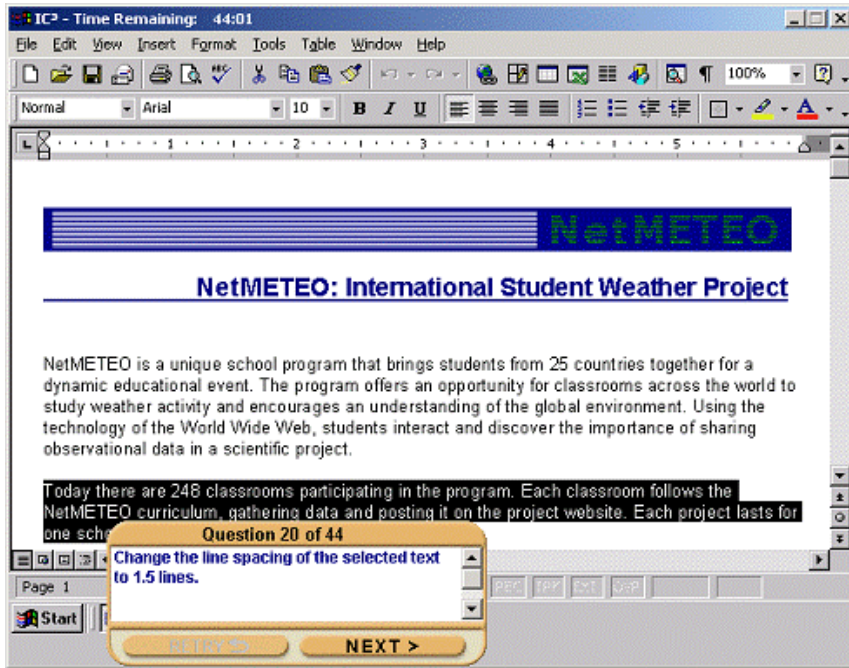 IC³ - Time Remaining: 44:01
File Edit View Insert Format Tools Table Window Help
100%
Normal Arial 10 B I U A
1 2 3 4 5
NetMETEO
NetMETEO: International Student Weather Project
NetMETEO is a unique school program that brings students from 25 countries together for a
dynamic educational event. The program offers an opportunity for classrooms across the world to
study weather activity and encourages an understanding of the global environment. Using the
technology of the World Wide Web, students interact and discover the importance of sharing
observational data in a scientific project.
Today there are 248 classrooms participating in the program. Each classroom follows the
NetMETEO curriculum, gathering data and posting it on the project website. Each project lasts for
one
Question 20 of 44
Change the line spacing of the selected text
to 1.5 lines.
Page 1 REC TRK EXT OVR
Start
NEXT >